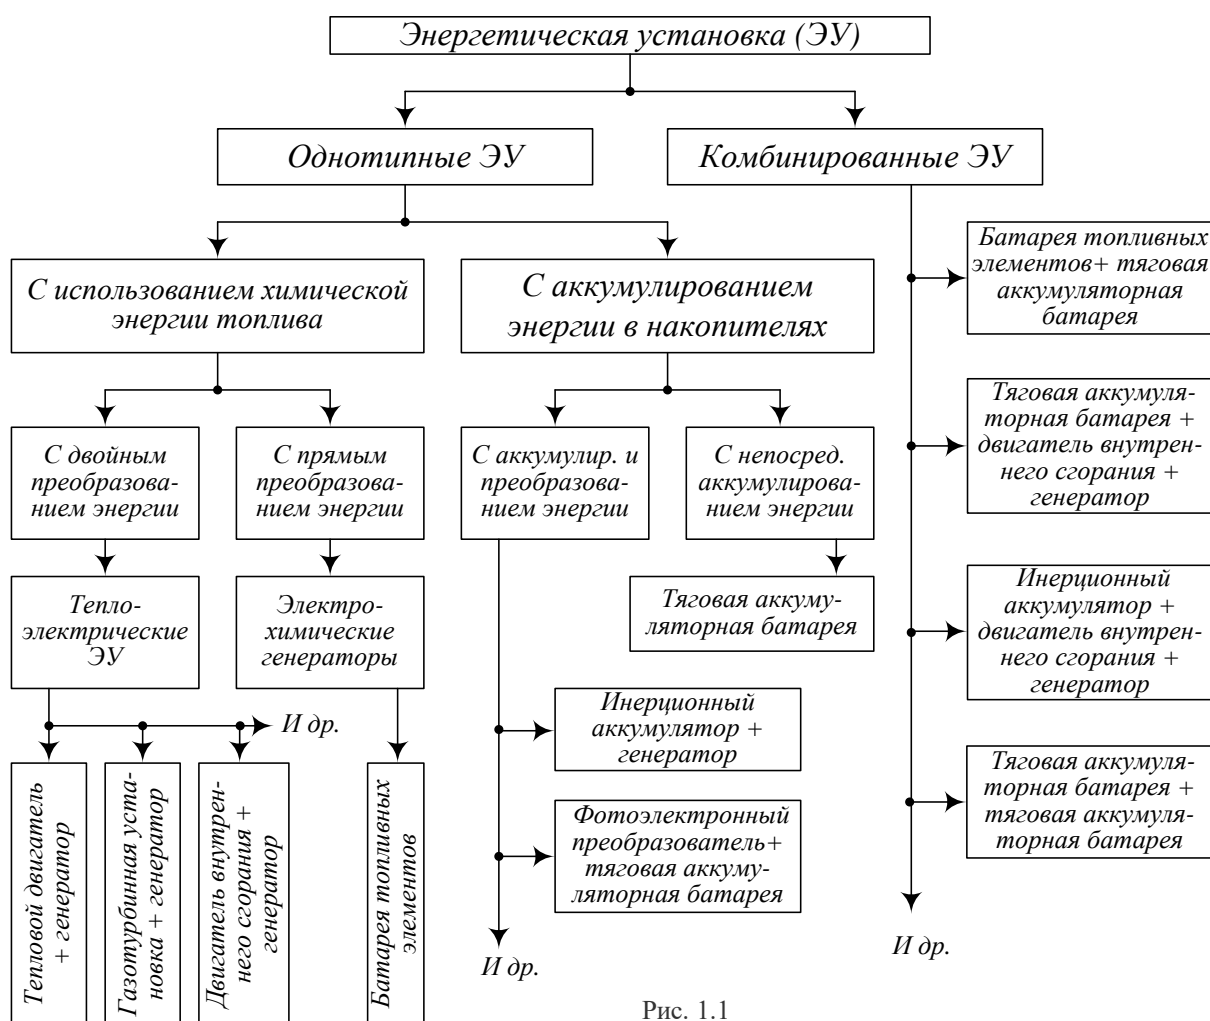 Энергетическая установка (ЭУ)
Однотипные ЭУ
Комбинированные ЭУ
С использованием химической
энергии топлива
С аккумулированием
энергии в накопителях
Батарея топливных
элементов+ тяговая
аккумуляторная
батарея
С двойным
преобразова-
нием энергии
С прямым
преобразова-
нием энергии
С аккумулир. и
преобразова-
нием энергии
С непосред.
аккумулирова-
нием энергии
Тяговая аккумуля-
торная батарея +
двигатель внутрен-
него сгорания +
генератор
Тепло-
электрические
ЭУ
Электро-
химические
генераторы
Тяговая аккуму-
ляторная батарея
Инерционный
аккумулятор +
двигатель внутрен-
него сгорания +
генератор
И др.
Инерционный
аккумулятор +
генератор
Тяговая аккумуля-
торная батарея +
тяговая аккумуля-
торная батарея
Тепловой двигатель
+ генератор
Газотурбинная уста-
новка + генератор
Двигатель внутрен-
него сгорания +
генератор
Батарея топливных
элементов
Фотоэлектронный
преобразователь+
тяговая аккуму-
ляторная батарея
И др.
И др.
Рис. 1.1